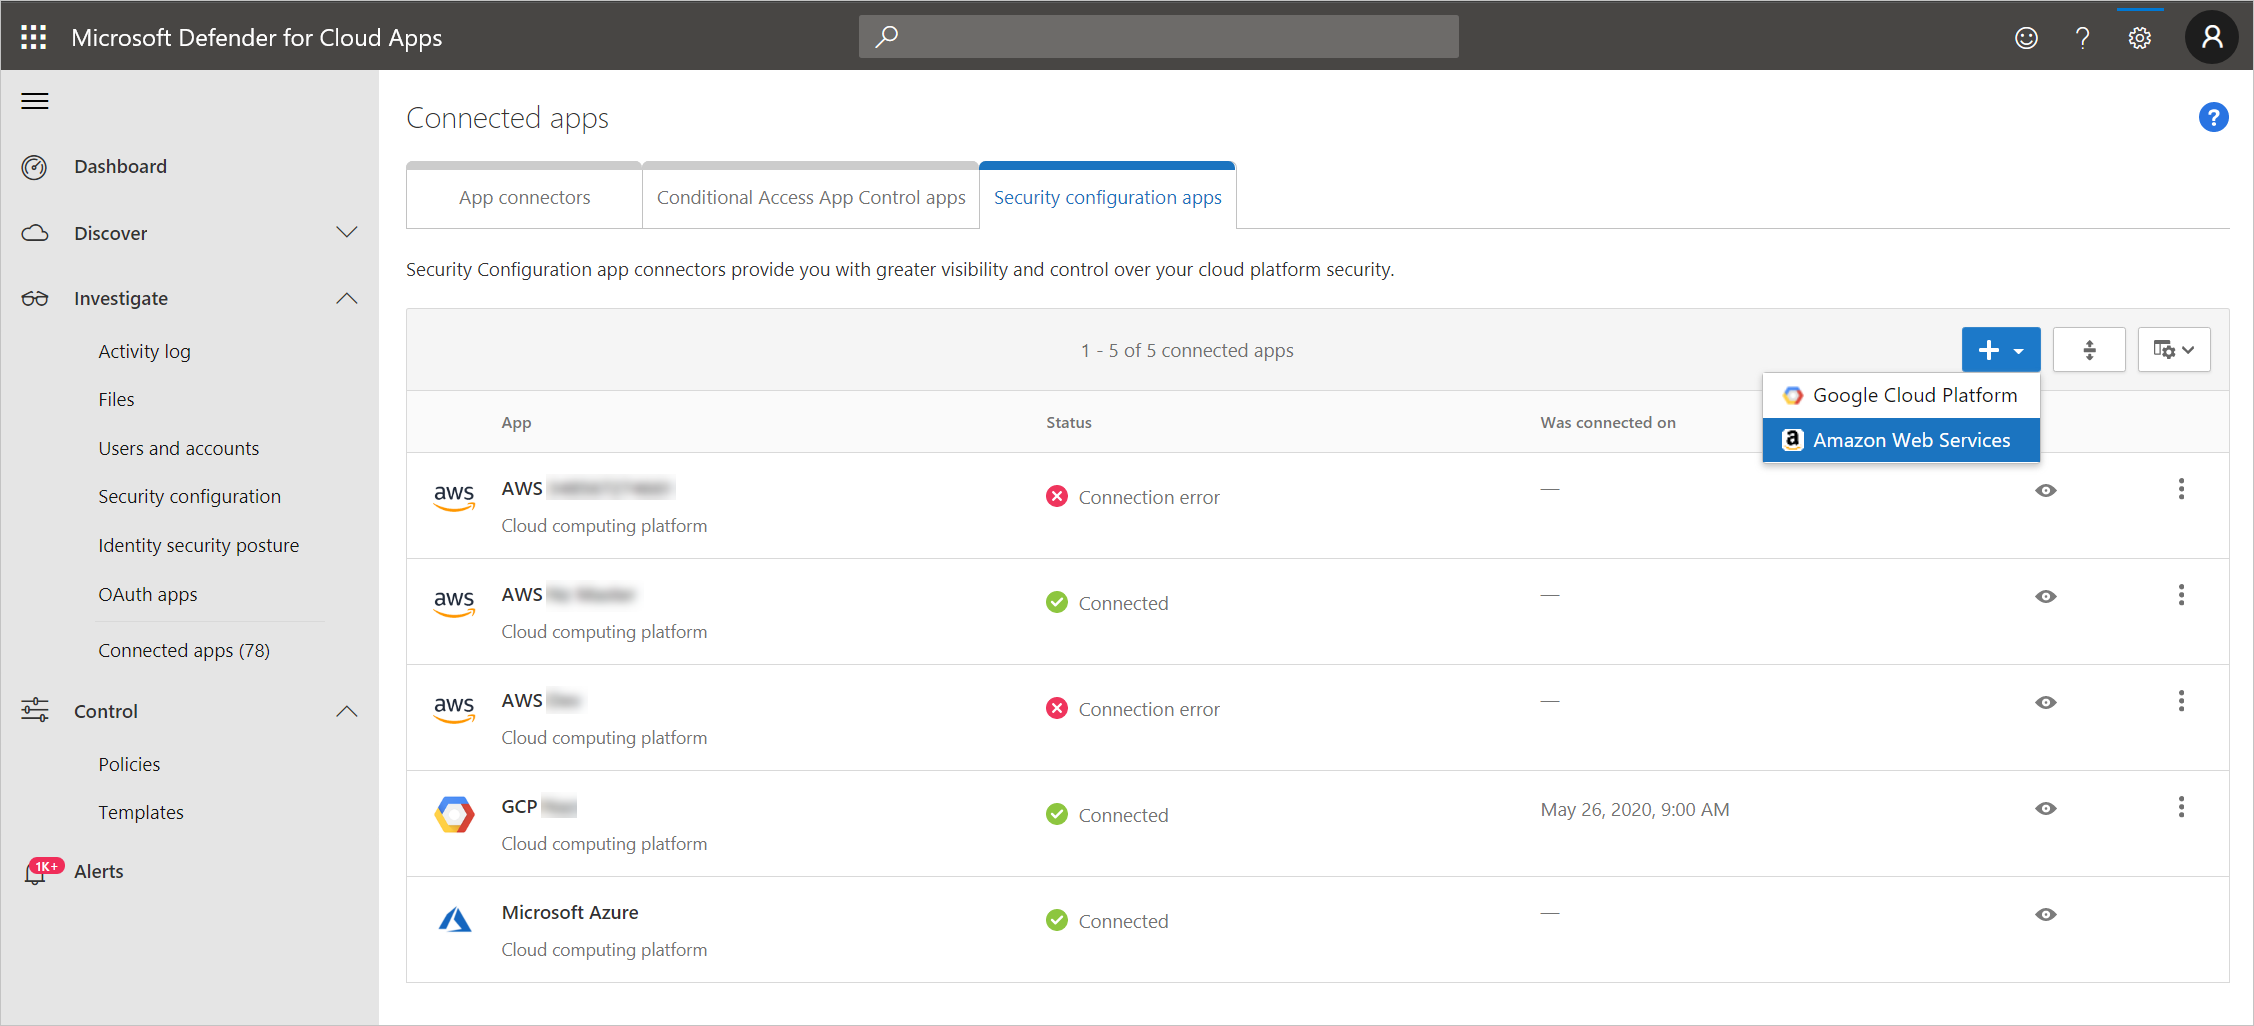 Microsoft Defender for Cloud Apps
Connected apps
Dashboard
Discover
Investigate
Activity log
Files
Users and accounts
Security configuration
Identity security posture
OAuth apps
Connected apps (78)
Control
Policies
Templates
1K+
Alerts
App connectors
Conditional Access App Control apps
Security configuration apps
Security Configuration app connectors provide you with greater visibility and control over your cloud platform security.
1 - 5 of 5 connected apps
Google Cloud Platform
Amazon Web Services
App
Status
Was connected on
aws
AWS
Cloud computing platform
Connection error
—
aws
AWS
Cloud computing platform
Connected
—
aws
AWS
Cloud computing platform
Connection error
—
GCP
Cloud computing platform
Connected
May 26, 2020, 9:00 AM
Microsoft Azure
Cloud computing platform
Connected
—